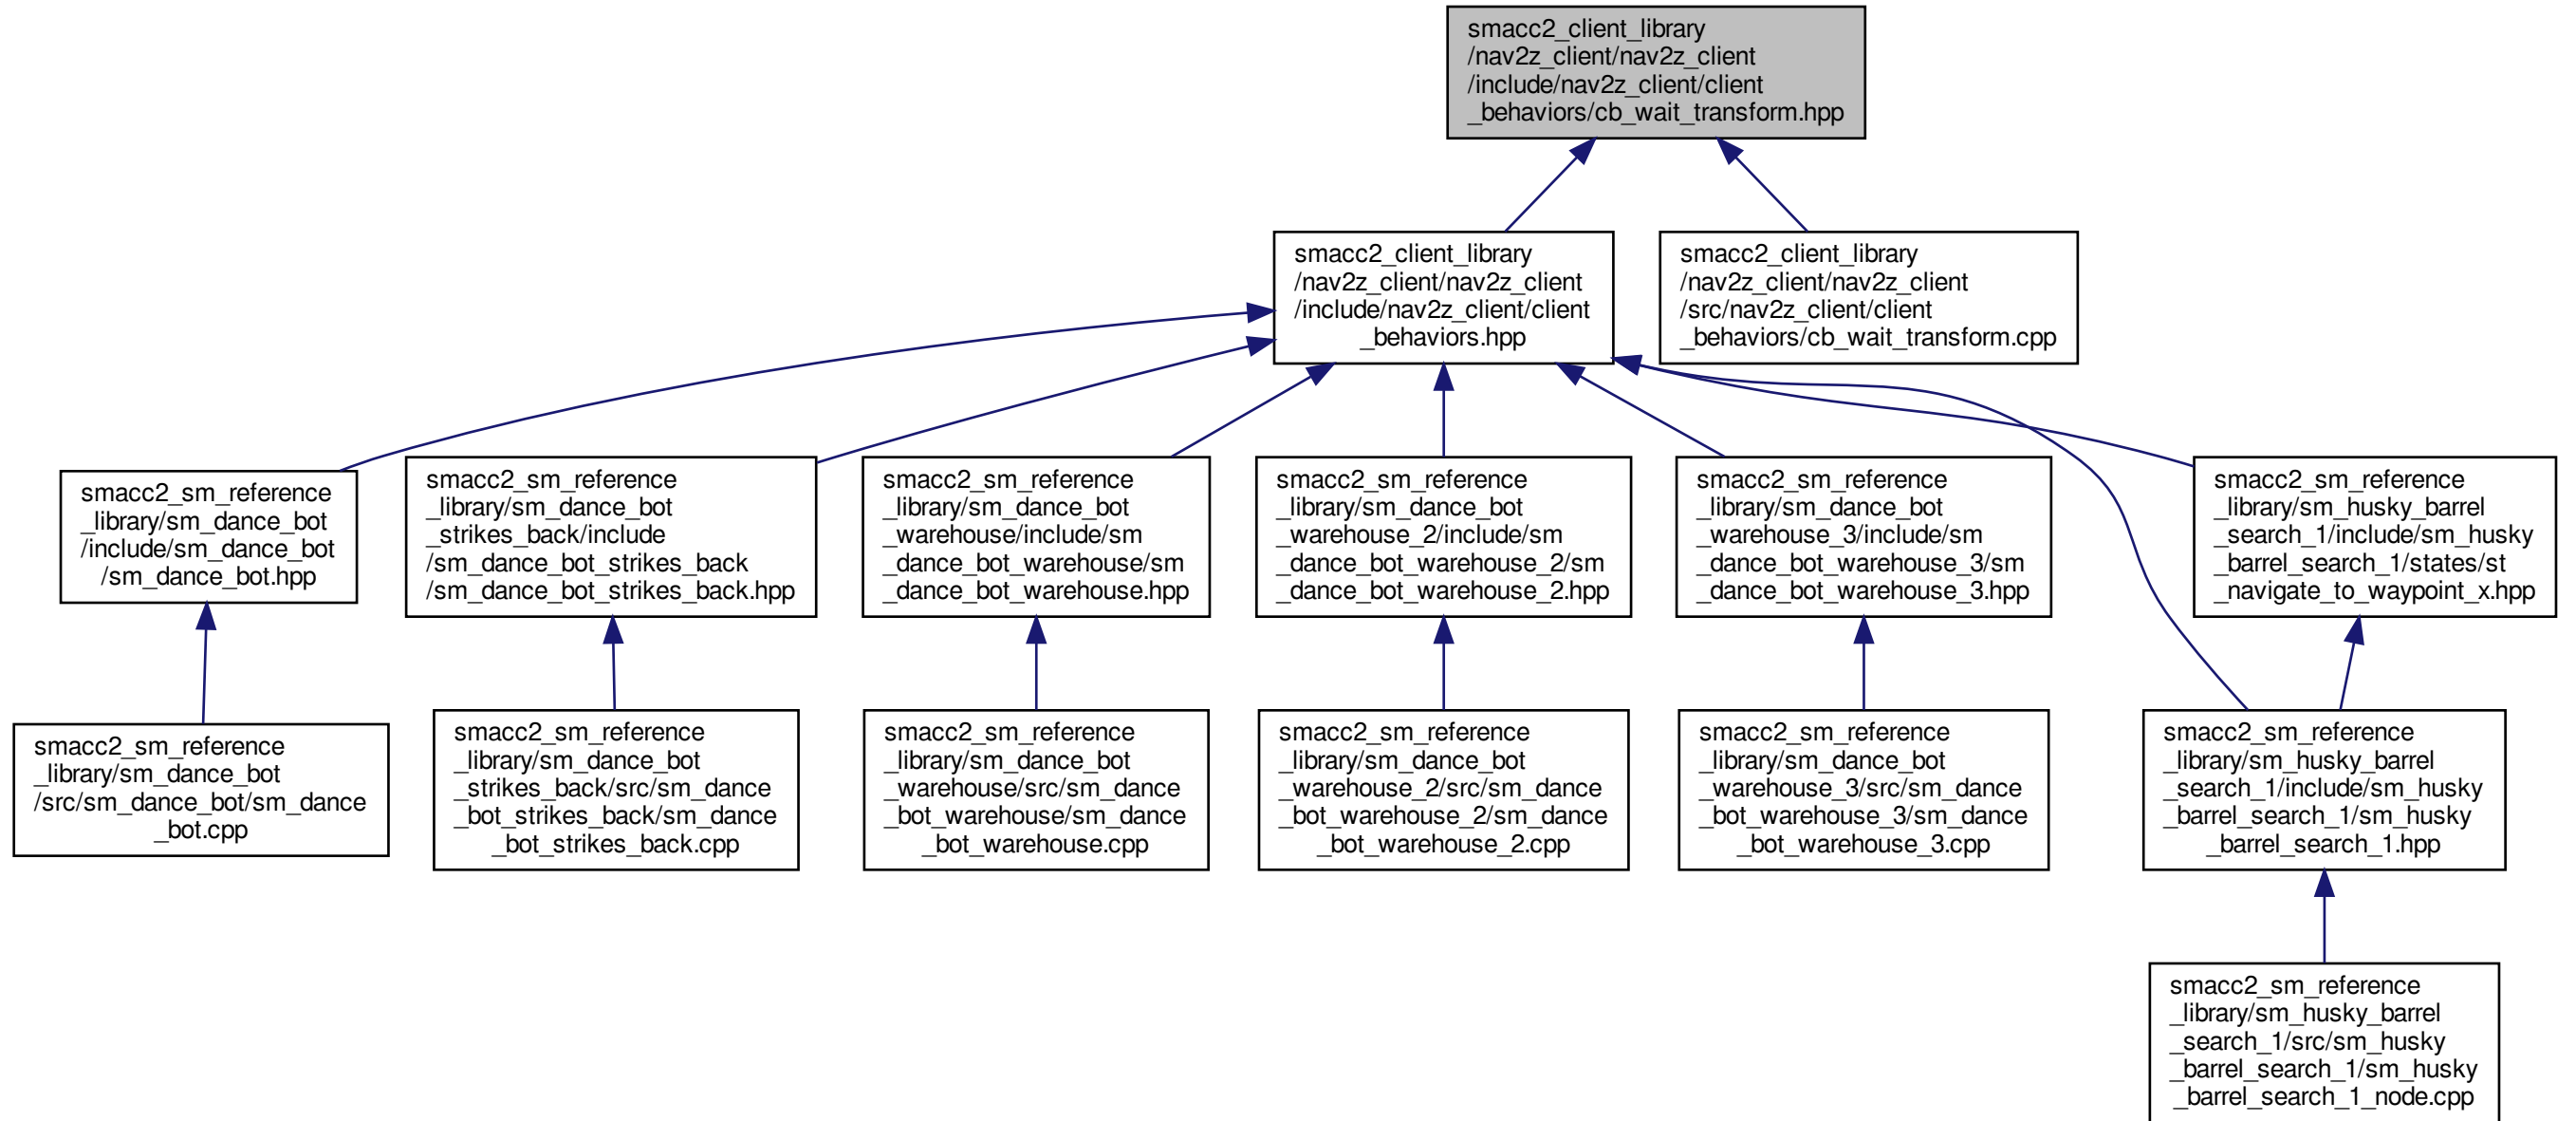 smacc2_client_library
/nav2z_client/nav2z_client
/include/nav2z_client/client
_behaviors/cb_wait_transform.hpp
smacc2_client_library
/nav2z_client/nav2z_client
/include/nav2z_client/client
_behaviors.hpp
smacc2_client_library
/nav2z_client/nav2z_client
/src/nav2z_client/client
_behaviors/cb_wait_transform.cpp
smacc2_sm_reference
_library/sm_dance_bot
/include/sm_dance_bot
/sm_dance_bot.hpp
smacc2_sm_reference
_library/sm_dance_bot
_strikes_back/include
/sm_dance_bot_strikes_back
/sm_dance_bot_strikes_back.hpp
smacc2_sm_reference
_library/sm_dance_bot
_warehouse/include/sm
_dance_bot_warehouse/sm
_dance_bot_warehouse.hpp
smacc2_sm_reference
_library/sm_dance_bot
_warehouse_2/include/sm
_dance_bot_warehouse_2/sm
_dance_bot_warehouse_2.hpp
smacc2_sm_reference
_library/sm_dance_bot
_warehouse_3/include/sm
_dance_bot_warehouse_3/sm
_dance_bot_warehouse_3.hpp
smacc2_sm_reference
_library/sm_husky_barrel
_search_1/include/sm_husky
_barrel_search_1/states/st
_navigate_to_waypoint_x.hpp
smacc2_sm_reference
_library/sm_dance_bot
/src/sm_dance_bot/sm_dance
_bot.cpp
smacc2_sm_reference
_library/sm_dance_bot
_strikes_back/src/sm_dance
_bot_strikes_back/sm_dance
_bot_strikes_back.cpp
smacc2_sm_reference
_library/sm_dance_bot
_warehouse/src/sm_dance
_bot_warehouse/sm_dance
_bot_warehouse.cpp
smacc2_sm_reference
_library/sm_dance_bot
_warehouse_2/src/sm_dance
_bot_warehouse_2/sm_dance
_bot_warehouse_2.cpp
smacc2_sm_reference
_library/sm_dance_bot
_warehouse_3/src/sm_dance
_bot_warehouse_3/sm_dance
_bot_warehouse_3.cpp
smacc2_sm_reference
_library/sm_husky_barrel
_search_1/include/sm_husky
_barrel_search_1/sm_husky
_barrel_search_1.hpp
smacc2_sm_reference
_library/sm_husky_barrel
_search_1/src/sm_husky
_barrel_search_1/sm_husky
_barrel_search_1_node.cpp